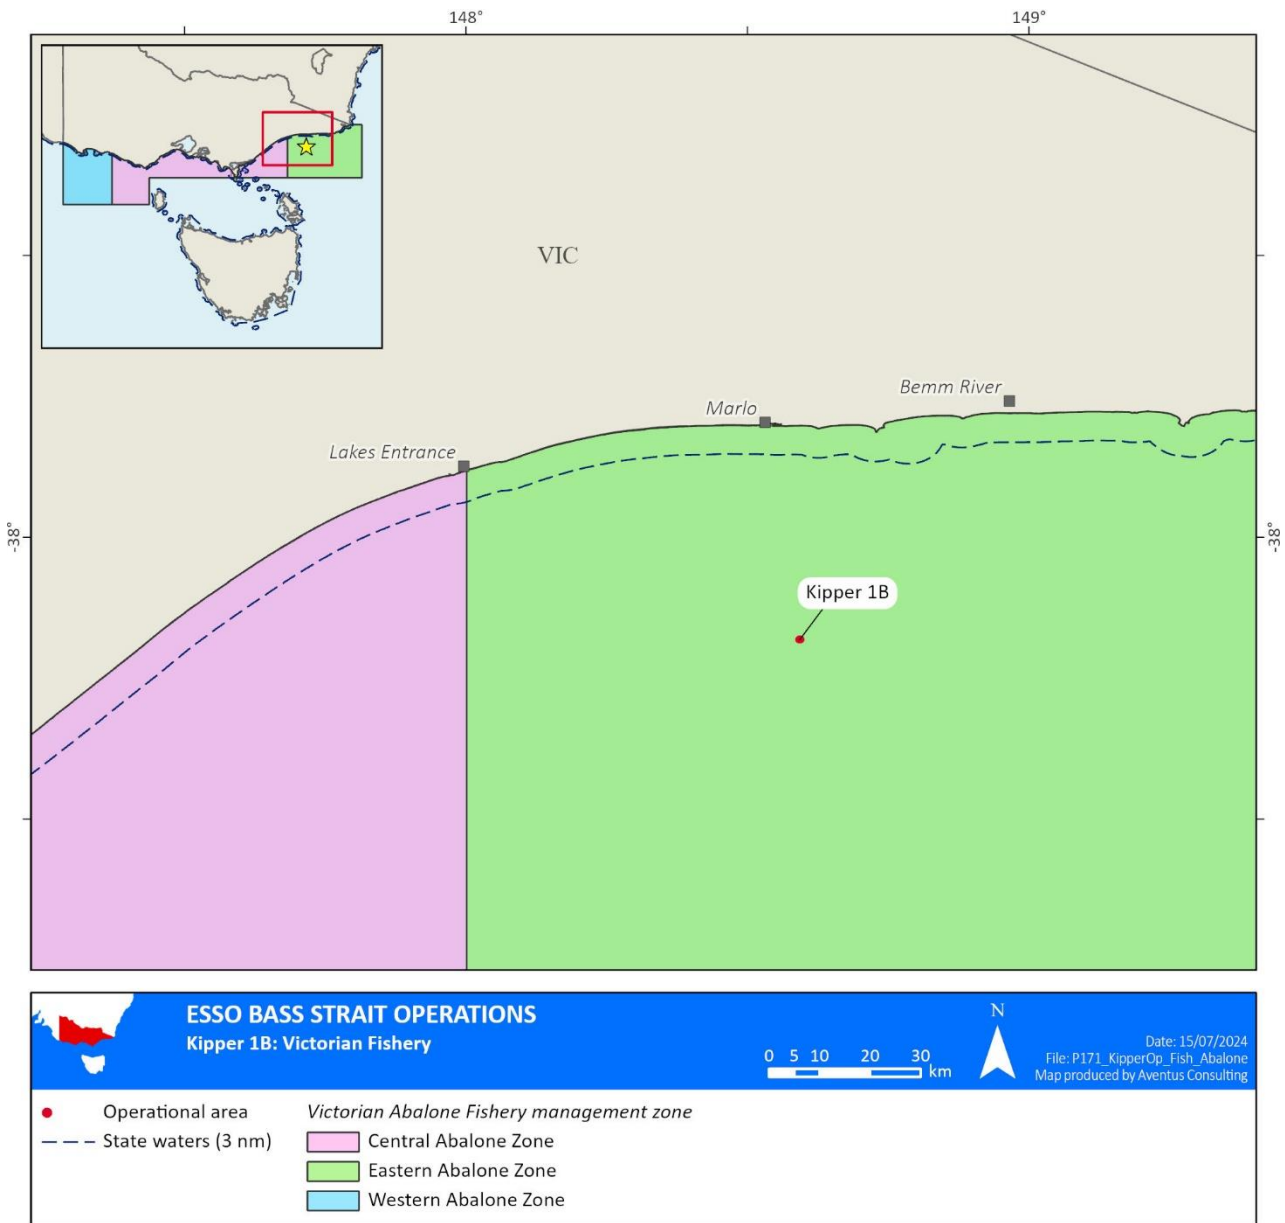 148°
149°
VIC
Bemm River
Marlo
Lakes Entrance
-38°
-38°
Kipper 1B
ESSO BASS STRAIT OPERATIONS
Kipper 1B: Victorian Fishery
0 5 10 20 30
km
N
Date: 15/07/2024
File: P171_KipperOp_Fish_Abalone
Map produced by Aventus Consulting
Operational area
State waters (3 nm)
Victorian Abalone Fishery management zone
Central Abalone Zone
Eastern Abalone Zone
Western Abalone Zone